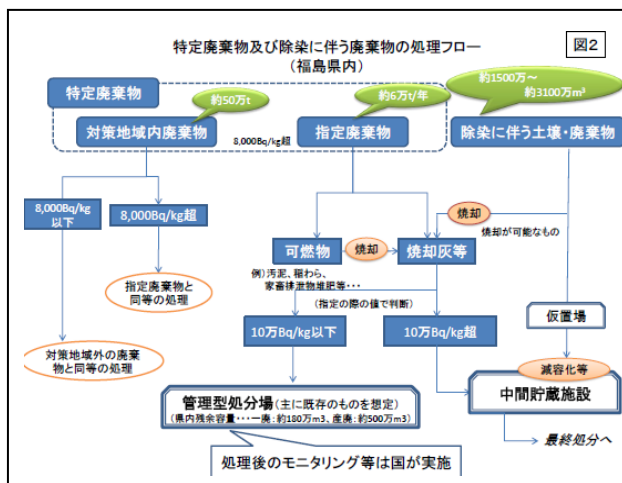 図2
特定廃棄物及び除染に伴う廃棄物の処理フロー
(福島県内)
特定廃棄物
約50万t
約6万t/年
約1500万～
約3100万m³
対策地域内廃棄物
8,000Bq/kg超
指定廃棄物
除染に伴う土壌・廃棄物
8,000Bq/kg
以下
8,000Bq/kg超
焼却
焼却が可能なもの
可燃物
焼却
焼却灰等
例)汚泥、稲わら、
家畜排泄物堆肥等･･･
指定廃棄物と
同等の処理
(指定の際の値で判断)
仮置場
10万Bq/kg以下
10万Bq/kg超
対策地域外の廃棄
物と同等の処理
減容化等
中間貯蔵施設
管理型処分場(主に既存のものを想定)
(県内残余容量･･･一廃:約180万m3、産廃:約500万m3)
最終処分へ
処理後のモニタリング等は国が実施